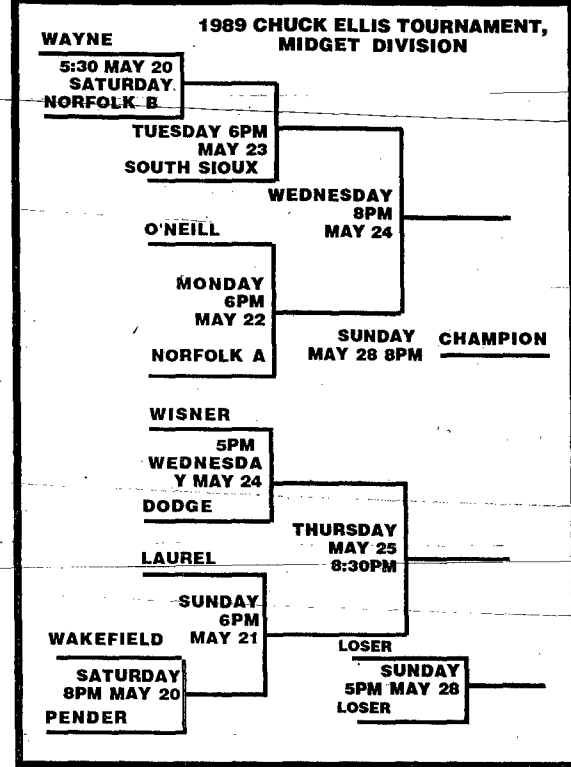 1989 CHUCK ELLIS TOURNAMENT,
MIDGET DIVISION
WAYNE
5:30 MAY 20
SATURDAY
NORFOLK B
TUESDAY 6PM
MAY 23
SOUTH SIOUX
WEDNESDAY
8PM
MAY 24
O'NEILL
MONDAY
6PM
MAY 22
NORFOLK A
SUNDAY
MAY 28 8PM
CHAMPION
WISNER
5PM
WEDNESDA
Y MAY 24
DODGE
THURSDAY
MAY 25
8:30PM
LAUREL
SUNDAY
6PM
MAY 21
WAKEFIELD
SATURDAY
8PM MAY 20
PENDER
LOSER
SUNDAY
5PM MAY 28
LOSER